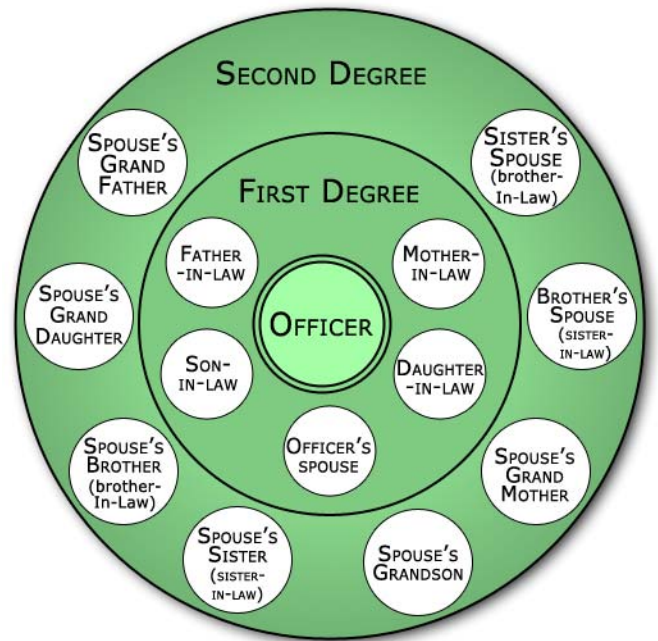 SECOND DEGREE
SPOUSE'S
GRAND
FATHER
SISTER'S
SPOUSE
(brother-
In-Law)
FIRST DEGREE
FATHER
-IN-LAW
MOTHER-
IN-LAW
SPOUSE'S
GRAND
DAUGHTER
OFFICER
BROTHER'S
SPOUSE
(SISTER-
IN-LAW)
SON-
IN-LAW
DAUGHTER
-IN-LAW
SPOUSE'S
BROTHER
(brother-
In-Law)
OFFICER'S
SPOUSE
SPOUSE'S
GRAND
MOTHER
SPOUSE'S
SISTER
(SISTER-
IN-LAW)
SPOUSE'S
GRANDSON